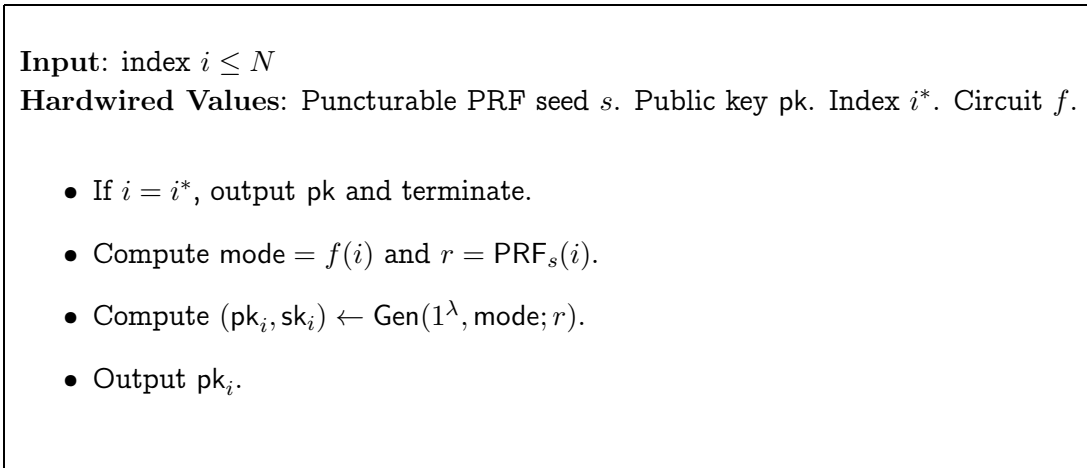 Input: index i ≤ N
Hardwired Values: Puncturable PRF seed s. Public key pk. Index i*. Circuit f.
• If i = i*, output pk and terminate.
• Compute mode = f(i) and r = PRF_s(i).
• Compute (pk_i, sk_i) ← Gen(1^λ, mode; r).
• Output pk_i.